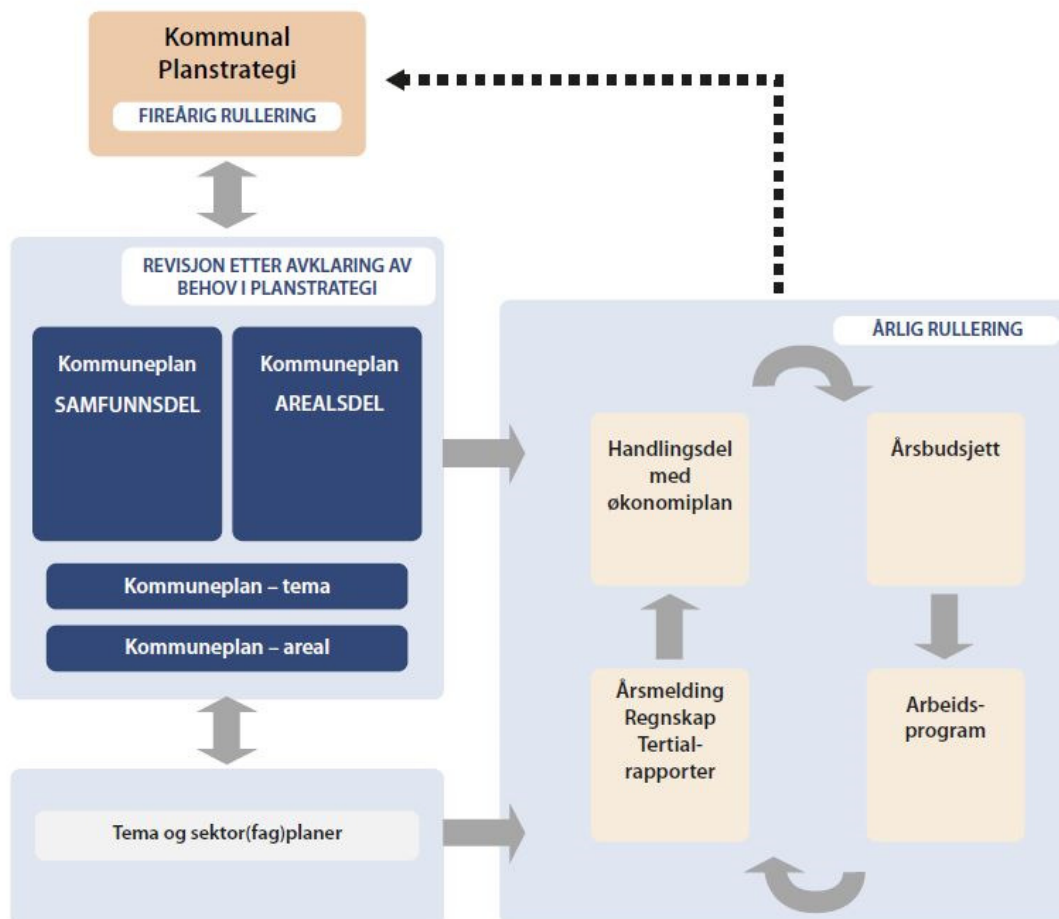 Kommunal
Planstrategi
FIREÅRIG RULLERING
REVISJON ETTER AVKLARING AV
BEHOV I PLANSTRATEGI
Kommuneplan
SAMFUNNSDEL
Kommuneplan
AREALSDEL
Kommuneplan – tema
Kommuneplan – areal
Tema og sektor(fag)planer
ÅRLIG RULLERING
Handlingsdel
med
økonomiplan
Årsbudsjett
Årsmelding
Regnskap
Tertial-
rapporter
Arbeids-
program